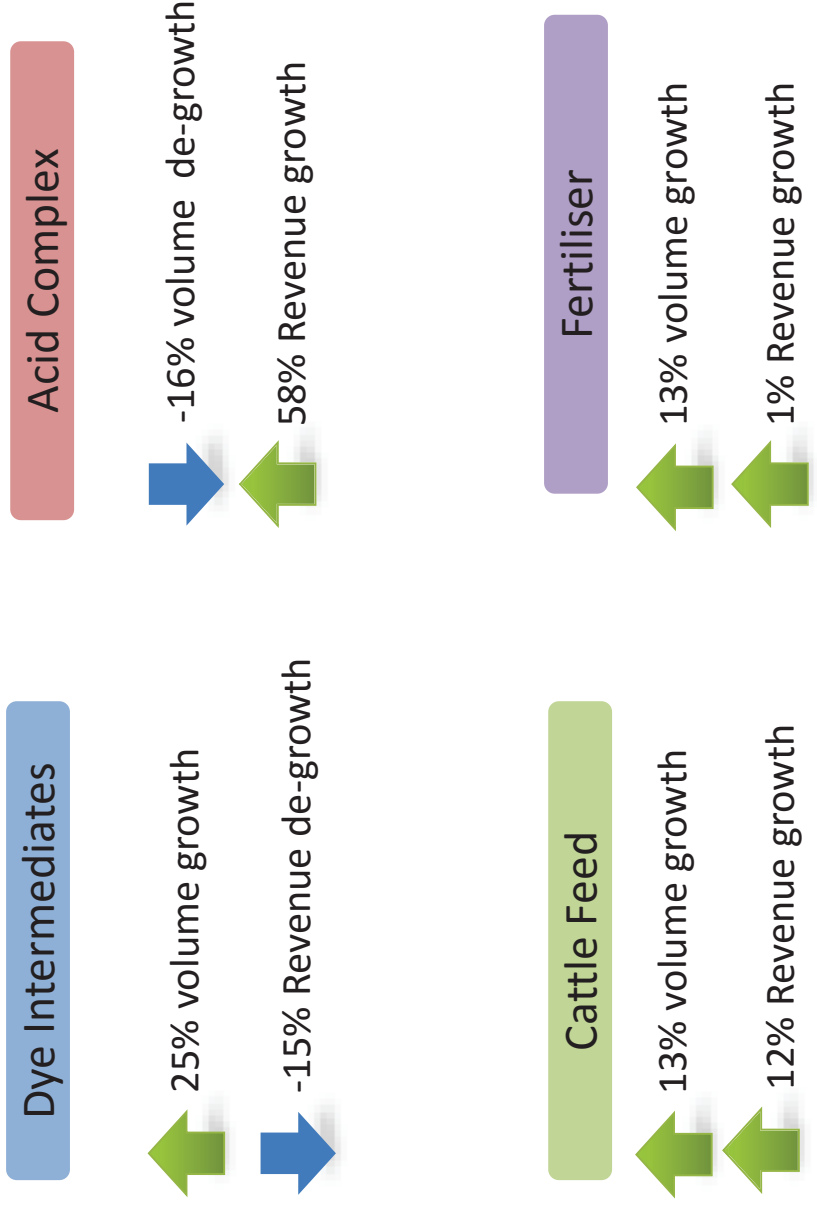 Dye Intermediates
25% volume growth
-15% Revenue de-growth
Acid Complex
-16% volume  de-growth
58% Revenue growth
Cattle Feed
13% volume growth
12% Revenue growth
Fertiliser
13% volume growth
1% Revenue growth